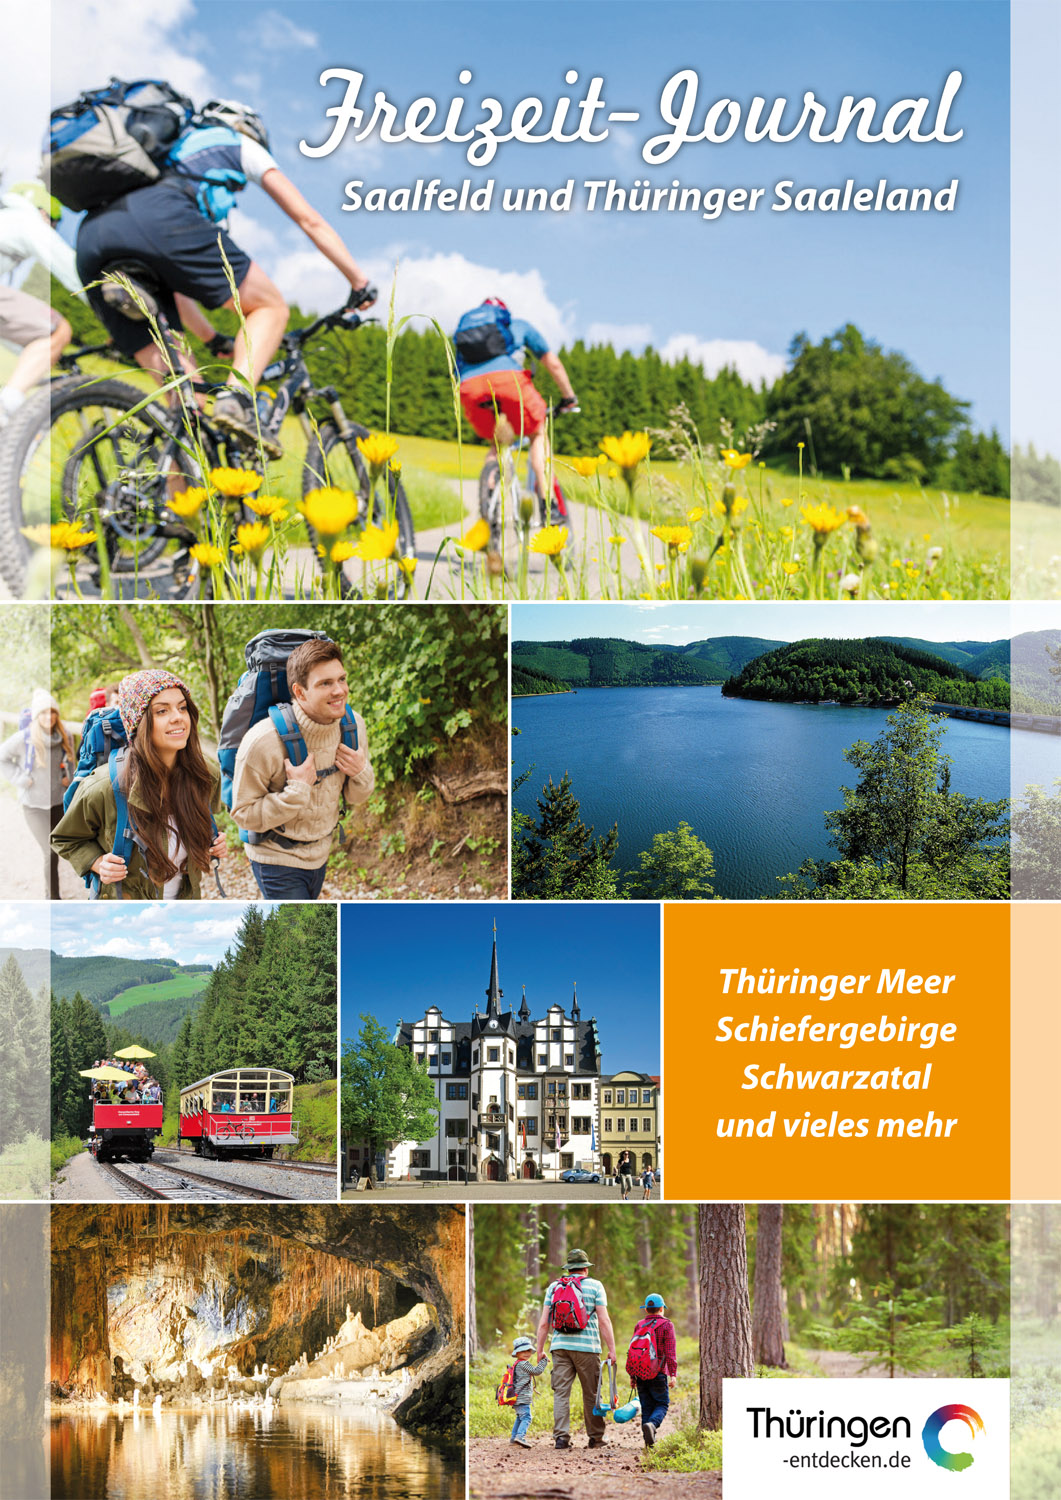 Freizeit-Journal
Saalfeld und Thüringer Saaleland
Thüringer Meer
Schiefergebirge
Schwarzatal
und vieles mehr
Thüringen
-entdecken.de